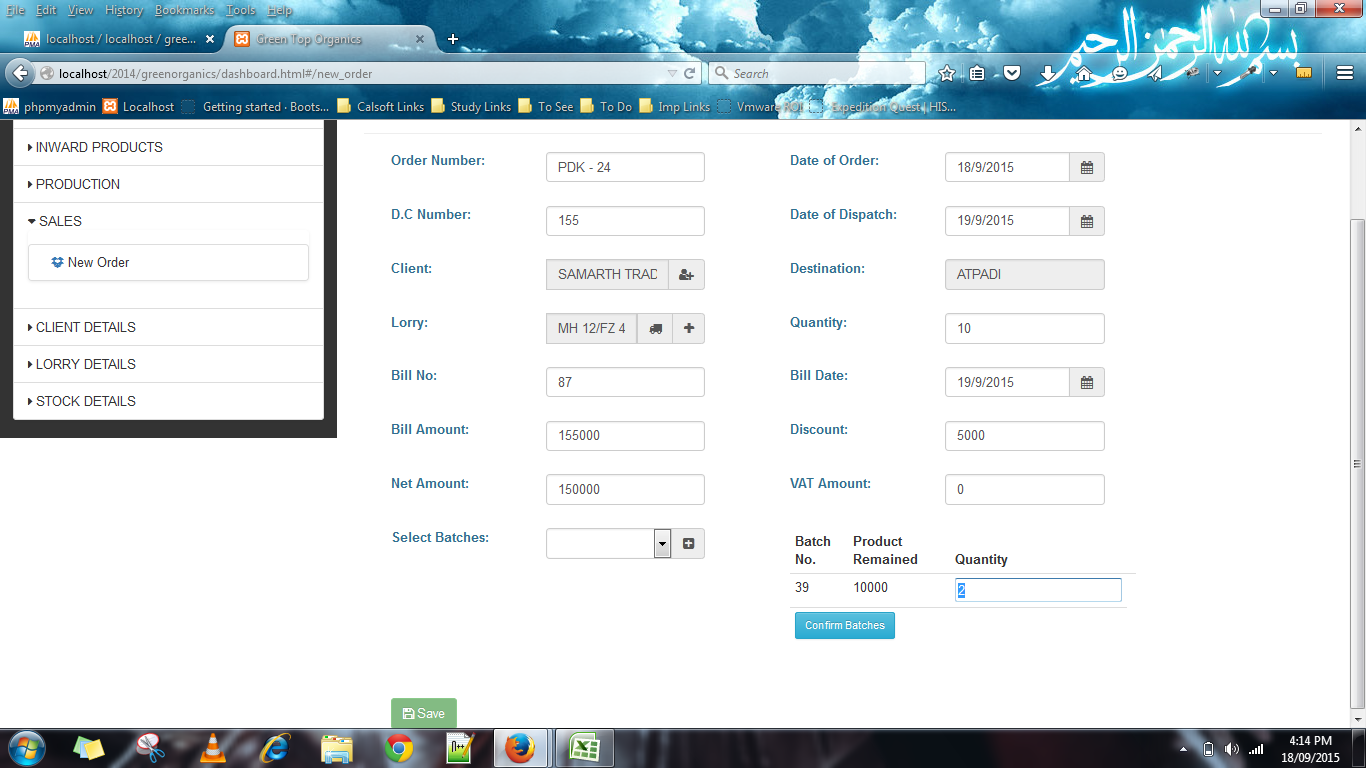 File Edit View History Bookmarks Tools Help
localhost / localhost / gree... Green Top Organics
بسم الله الرحمن الرحيم
localhost/2014/greenorganics/dashboard.html#/new_order Search
phpmyadmin Localhost Getting started · Boots... Calsoft Links Study Links To See To Do Imp Links Vmware ROI Expedition Quest | HIS...
INWARD PRODUCTS
PRODUCTION
SALES
New Order
CLIENT DETAILS
LORRY DETAILS
STOCK DETAILS
Order Number: PDK - 24 Date of Order: 18/9/2015
D.C Number: 155 Date of Dispatch: 19/9/2015
Client: SAMARTH TRAD Destination: ATPADI
Lorry: MH 12/FZ 4 Quantity: 10
Bill No: 87 Bill Date: 19/9/2015
Bill Amount: 155000 Discount: 5000
Net Amount: 150000 VAT Amount: 0
Select Batches:
Batch Product
No. Remained Quantity
39 10000 2
Confirm Batches
Save
4:14 PM
18/09/2015